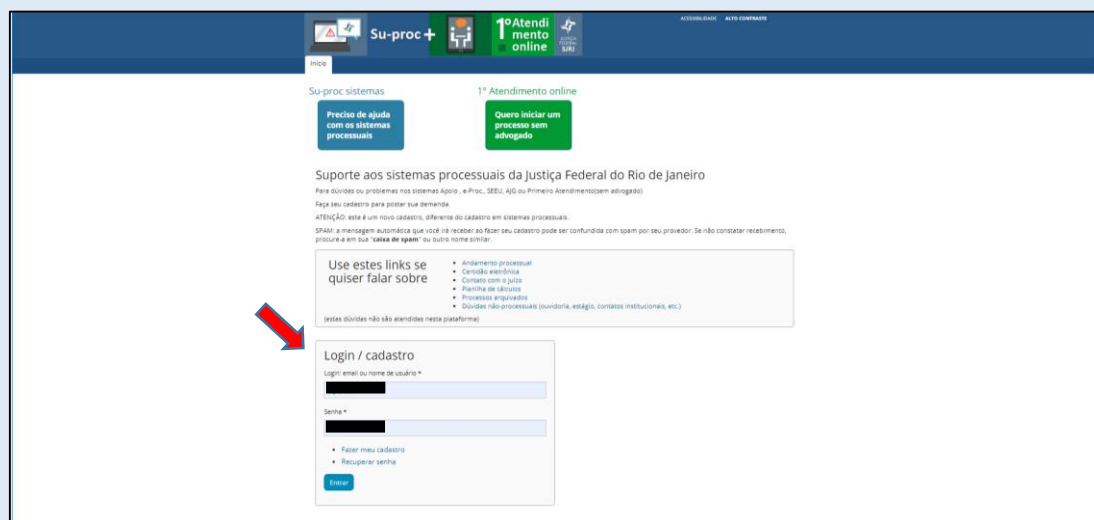 ACESSIBILIDADE ALTO CONTRASTE
Su-proc +
1º Atendi
mento
online
JUSTIÇA
FEDERAL
SJRJ
Início
Su-proc sistemas
1° Atendimento online
Preciso de ajuda
com os sistemas
processuais
Quero iniciar um
processo sem
advogado
Suporte aos sistemas processuais da Justiça Federal do Rio de Janeiro
Para dúvidas ou problemas nos sistemas Apolo , e-Proc., SEEU, AJG ou Primeiro Atendimento(sem advogado)
Faça seu cadastro para postar sua demanda.
ATENÇÃO: este é um novo cadastro, diferente do cadastro em sistemas processuais.
SPAM: a mensagem automática que você irá receber ao fazer seu cadastro pode ser confundida com spam por seu provedor. Se não constatar recebimento,
procure-a em sua "caixa de spam" ou outro nome similar.
Use estes links se
quiser falar sobre
• Andamento processual
• Certidão eletrônica
• Contato com o juízo
• Planilha de cálculos
• Processos arquivados
• Dúvidas não-processuais (ouvidoria, estágio, contatos institucionais, etc.)
(estas dúvidas não são atendidas nesta plataforma)
Login / cadastro
Login: email ou nome de usuário *
Senha *
• Fazer meu cadastro
• Recuperar senha
Entrar